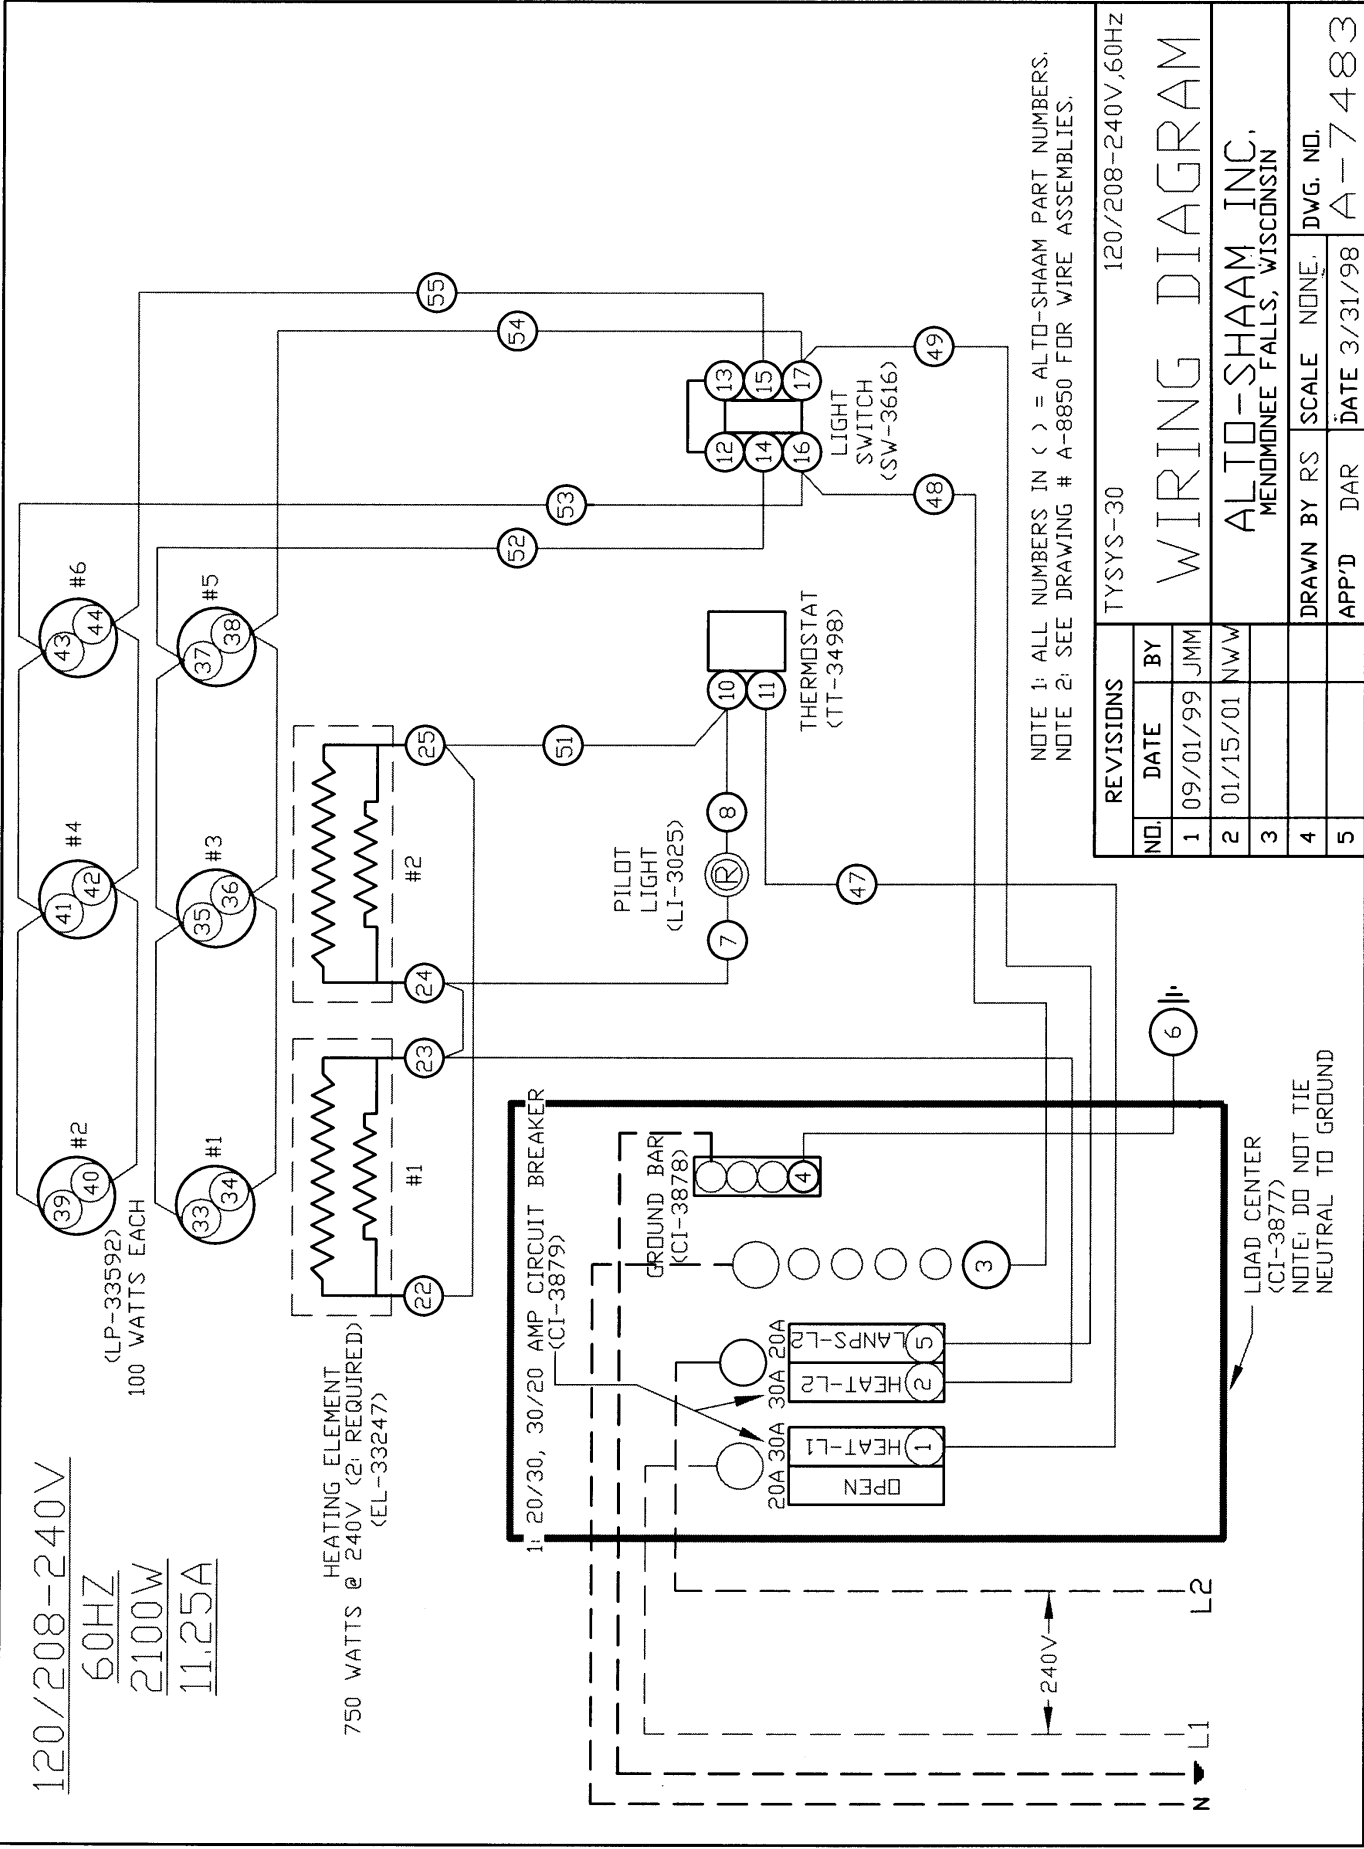 120/208-240V
60HZ
2100W
11.25A
(LP-33592)
100 WATTS EACH
39
40
#2
41
42
#4
43
44
#6
33
34
#1
35
36
#3
37
38
#5
HEATING ELEMENT
750 WATTS @ 240V (2: REQUIRED)
(EL-33247)
22
23
#1
24
25
#2
52
53
54
55
51
PILOT
LIGHT
(LI-3025)
7
R
8
10
11
THERMOSTAT
(TT-3498)
12
13
14
15
16
17
LIGHT
SWITCH
(SW-3616)
47
48
49
1: 20/30, 30/20 AMP CIRCUIT BREAKER
(CI-3879)
GROUND BAR
(CI-3878)
4
3
20A
30A
30A
20A
OPEN
HEAT-L1
1
HEAT-L2
2
LANPS-L2
5
6
N
L1
240V
L2
LOAD CENTER
(CI-3877)
NOTE: DO NOT TIE
NEUTRAL TO GROUND
NOTE 1: ALL NUMBERS IN ( ) = ALTO-SHAAM PART NUMBERS.
NOTE 2: SEE DRAWING # A-8850 FOR WIRE ASSEMBLIES.
REVISIONS
NO. DATE BY
1 09/01/99 JMM
2 01/15/01 NWW
3
4
5
TYSYS-30 120/208-240V,60Hz
WIRING DIAGRAM
ALTO-SHAAM INC.
MENOMONEE FALLS, WISCONSIN
DRAWN BY RS SCALE NONE. DWG. NO.
APP'D DAR DATE 3/31/98 A-7483